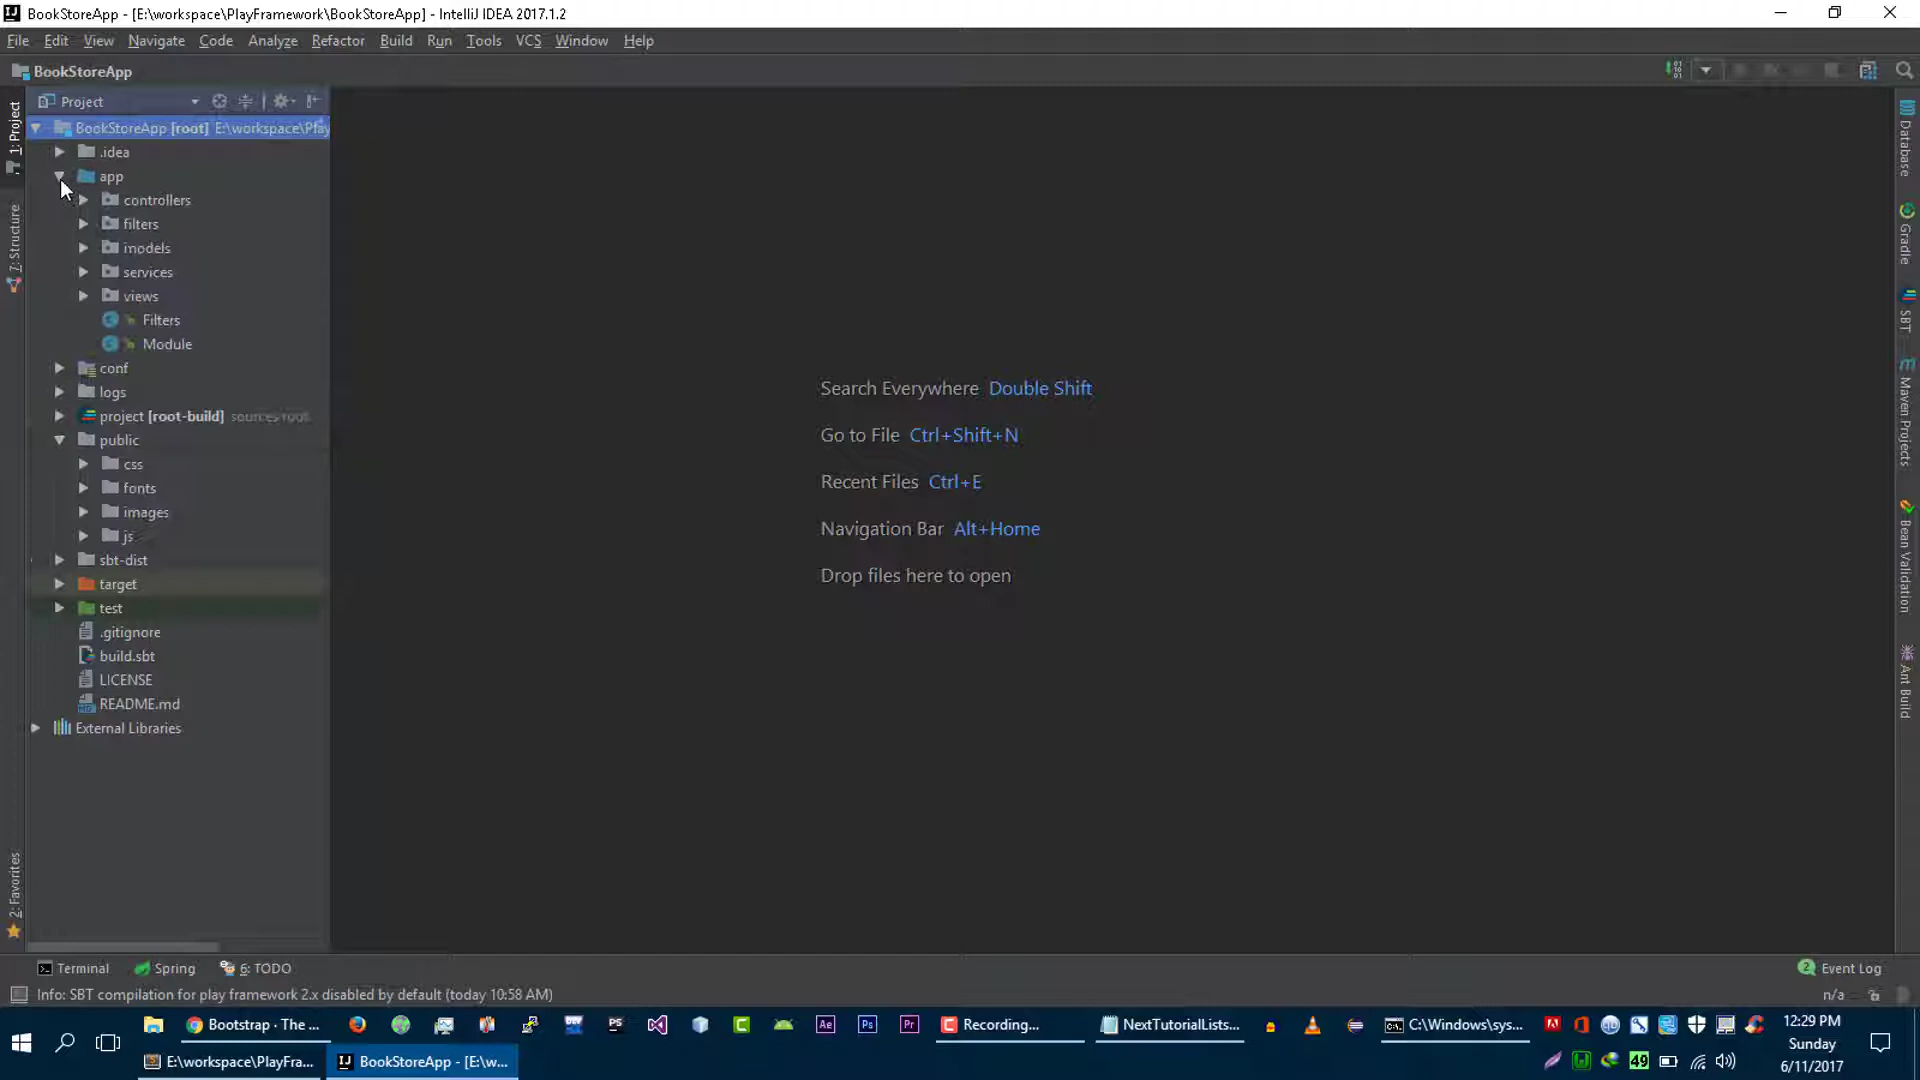 BookStoreApp - [E:\workspace\PlayFramework\BookStoreApp] - IntelliJ IDEA 2017.1.2
File Edit View Navigate Code Analyze Refactor Build Run Tools VCS Window Help
BookStoreApp
Project
BookStoreApp [root] E:\workspace\Play
.idea
app
controllers
filters
models
services
views
Filters
Module
conf
logs
project [root-build] sources root
public
css
fonts
images
js
sbt-dist
target
test
.gitignore
build.sbt
LICENSE
README.md
External Libraries
1: Project
7: Structure
2: Favorites
Search Everywhere Double Shift
Go to File Ctrl+Shift+N
Recent Files Ctrl+E
Navigation Bar Alt+Home
Drop files here to open
Database
Gradle
SBT
Maven Projects
Bean Validation
Ant Build
Terminal Spring 6: TODO
2 Event Log
Info: SBT compilation for play framework 2.x disabled by default (today 10:58 AM)
n/a
Bootstrap · The ...
Recording...
NextTutorialLists...
C:\Windows\sys...
12:29 PM
Sunday
6/11/2017
E:\workspace\PlayFra...
BookStoreApp - [E:\w...
49